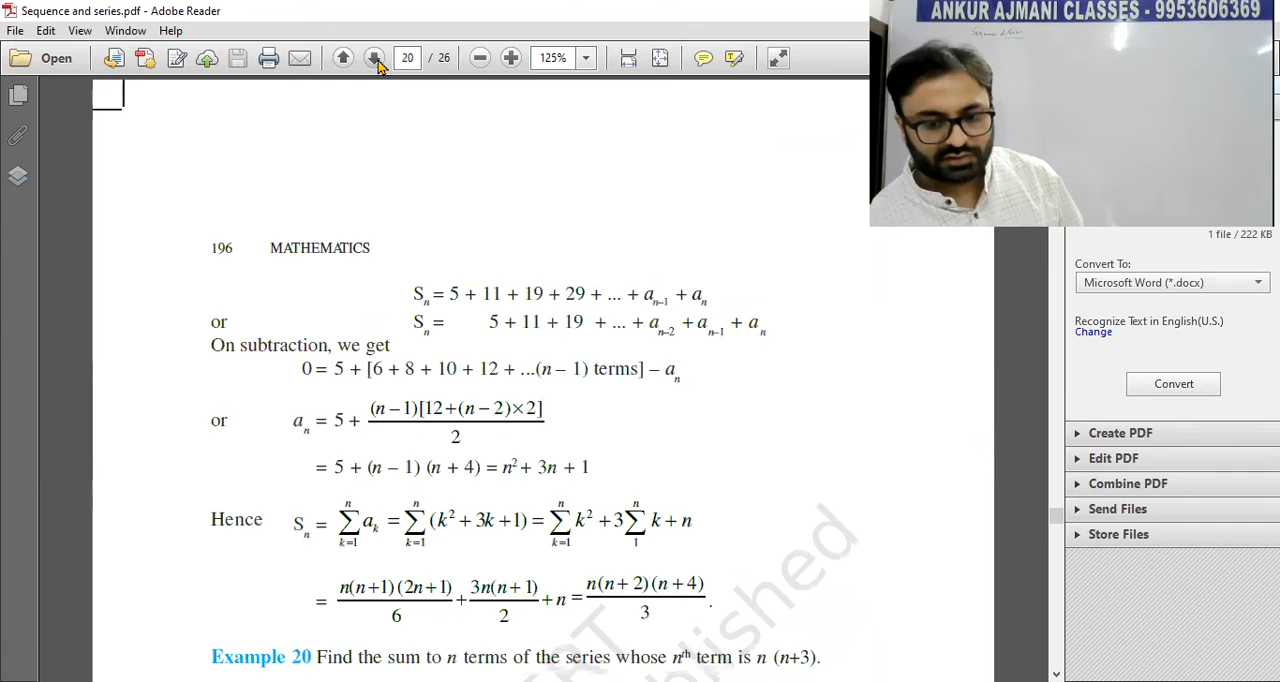 Sequence and series.pdf - Adobe Reader
File Edit View Window Help
Open 20 / 26 125%
ANKUR AJMANI CLASSES - 9953606369
1 file / 222 KB
Convert To:
Microsoft Word (*.docx)
Recognize Text in English(U.S.)
Change
Convert
Create PDF
Edit PDF
Combine PDF
Send Files
Store Files
196 MATHEMATICS
Sₙ = 5 + 11 + 19 + 29 + ... + aₙ₋₁ + aₙ
or Sₙ = 5 + 11 + 19 + ... + aₙ₋₂ + aₙ₋₁ + aₙ
On subtraction, we get
0 = 5 + [6 + 8 + 10 + 12 + ...(n – 1) terms] – aₙ
or aₙ = 5 + (n – 1)[12 + (n – 2) × 2] / 2
= 5 + (n – 1) (n + 4) = n² + 3n + 1
Hence Sₙ = ∑ₖ₌₁ⁿ aₖ = ∑ₖ₌₁ⁿ (k² + 3k + 1) = ∑ₖ₌₁ⁿ k² + 3 ∑₁ⁿ k + n
= n(n+1)(2n+1) / 6 + 3n(n+1) / 2 + n = n(n+2)(n+4) / 3 .
Example 20 Find the sum to n terms of the series whose nᵗʰ term is n (n+3).